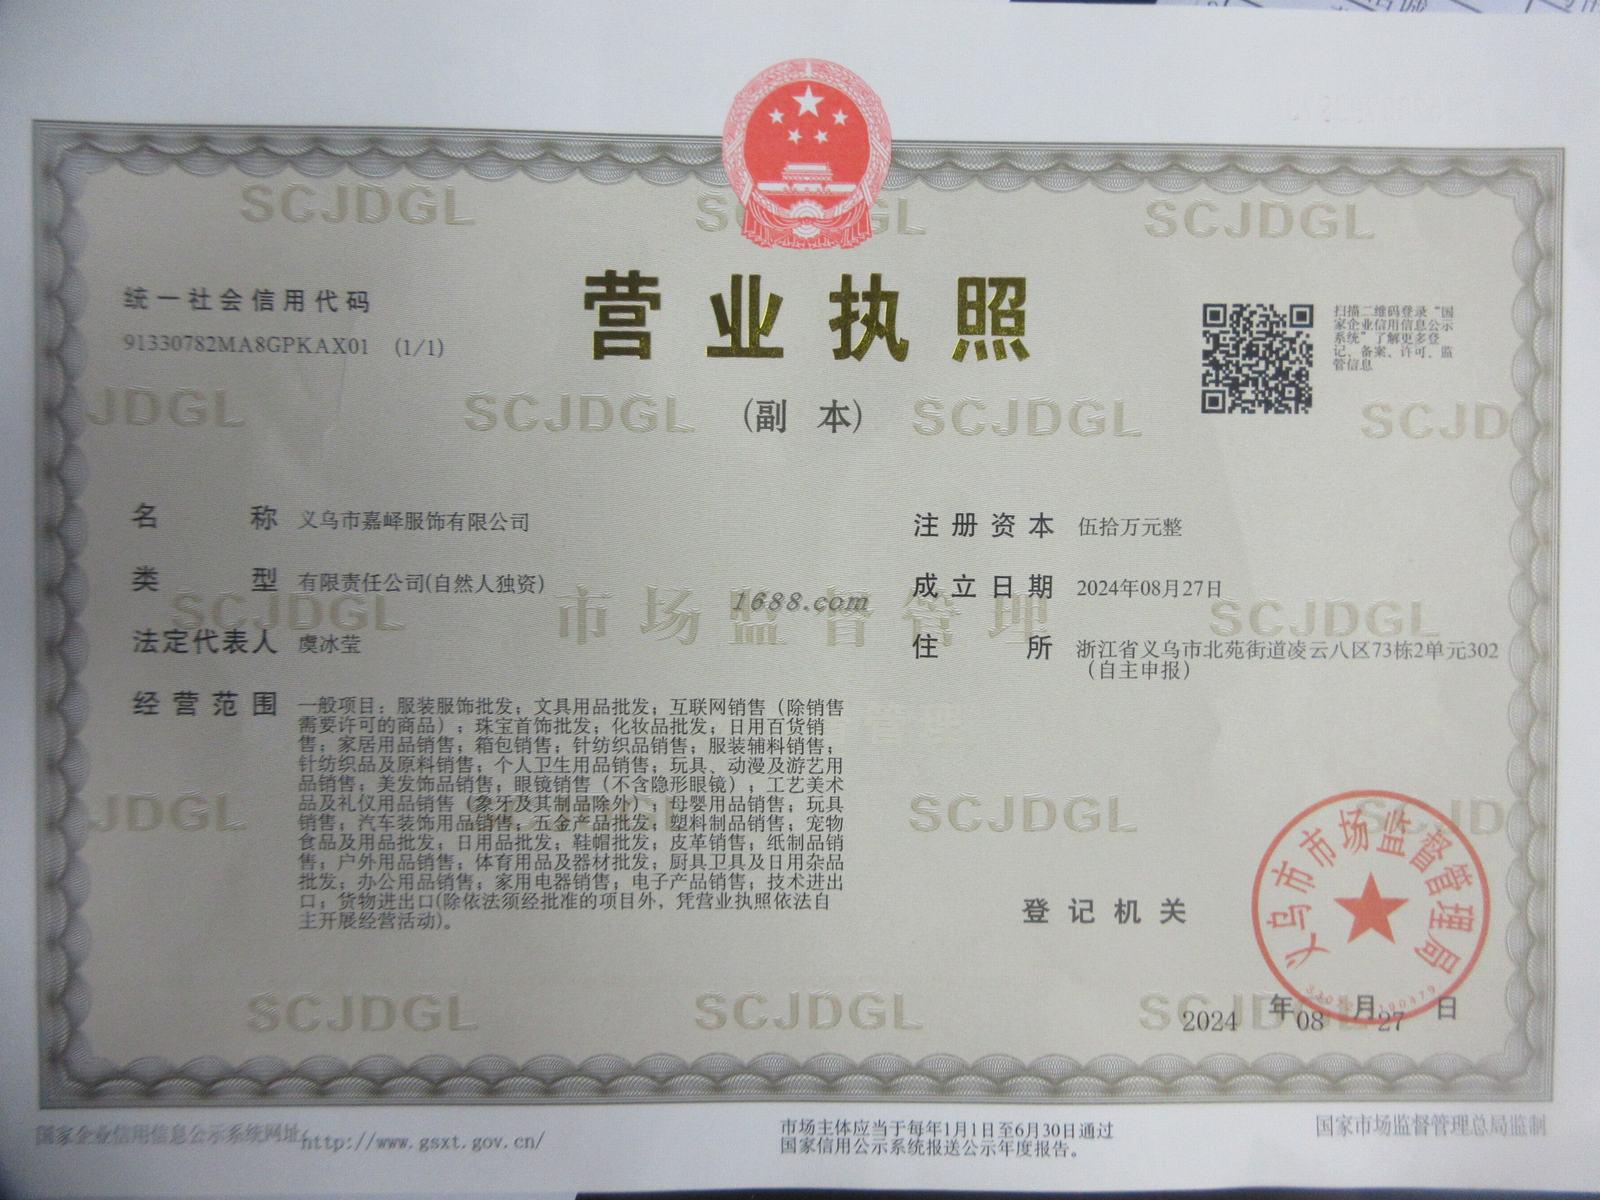 营业执照
(副 本)
统一社会信用代码
91330782MA8GPKAX01 (1/1)
扫描二维码登录“国
家企业信用信息公示
系统”了解更多登
记、备案、许可、监
管信息
名 称 义乌市嘉峄服饰有限公司
类 型 有限责任公司(自然人独资)
法定代表人 虞冰莹
经营范围 一般项目：服装服饰批发；文具用品批发；互联网销售（除销售
需要许可的商品）；珠宝首饰批发；化妆品批发；日用百货销
售；家居用品销售；箱包销售；针纺织品销售；服装辅料销售；
针纺织品及原料销售；个人卫生用品销售；玩具、动漫及游艺用
品销售；美发饰品销售；眼镜销售（不含隐形眼镜）；工艺美术
品及礼仪用品销售（象牙及其制品除外）；母婴用品销售；玩具
销售；汽车装饰用品销售；五金产品批发；塑料制品销售；宠物
食品及用品批发；日用品批发；鞋帽批发；皮革销售；纸制品销
售；户外用品销售；体育用品及器材批发；厨具卫具及日用杂品
批发；办公用品销售；家用电器销售；电子产品销售；技术进出
口；货物进出口(除依法须经批准的项目外，凭营业执照依法自
主开展经营活动)。
注册资本 伍拾万元整
成立日期 2024年08月27日
住 所 浙江省义乌市北苑街道凌云八区73栋2单元302
（自主申报）
1688.com
市场监督管理
SCJDGL
登记机关
义乌市市场监督管理局
2024 年 08 月 27 日
国家企业信用信息公示系统网址：http://www.gsxt.gov.cn/
市场主体应当于每年1月1日至6月30日通过
国家信用公示系统报送公示年度报告。
国家市场监督管理总局监制